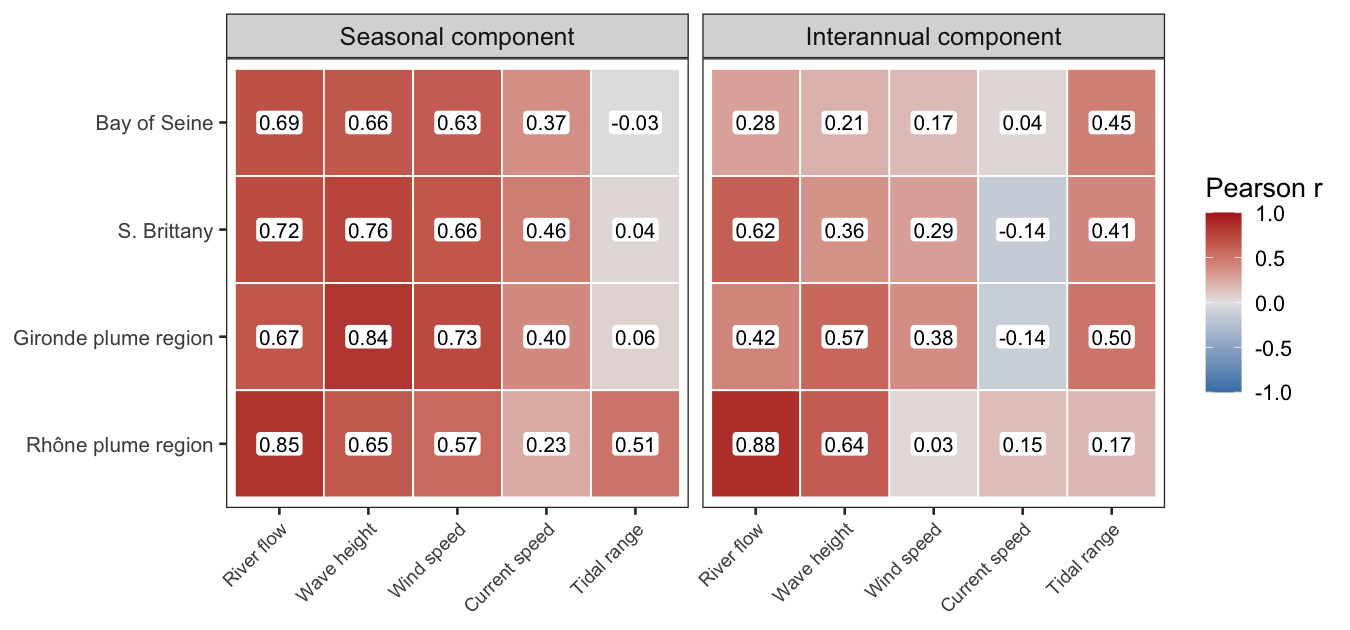 Seasonal component Interannual component
Bay of Seine 0.69 0.66 0.63 0.37 -0.03 0.28 0.21 0.17 0.04 0.45
S. Brittany 0.72 0.76 0.66 0.46 0.04 0.62 0.36 0.29 -0.14 0.41
Gironde plume region 0.67 0.84 0.73 0.40 0.06 0.42 0.57 0.38 -0.14 0.50
Rhône plume region 0.85 0.65 0.57 0.23 0.51 0.88 0.64 0.03 0.15 0.17
River flow Wave height Wind speed Current speed Tidal range River flow Wave height Wind speed Current speed Tidal range
Pearson r
1.0
0.5
0.0
-0.5
-1.0